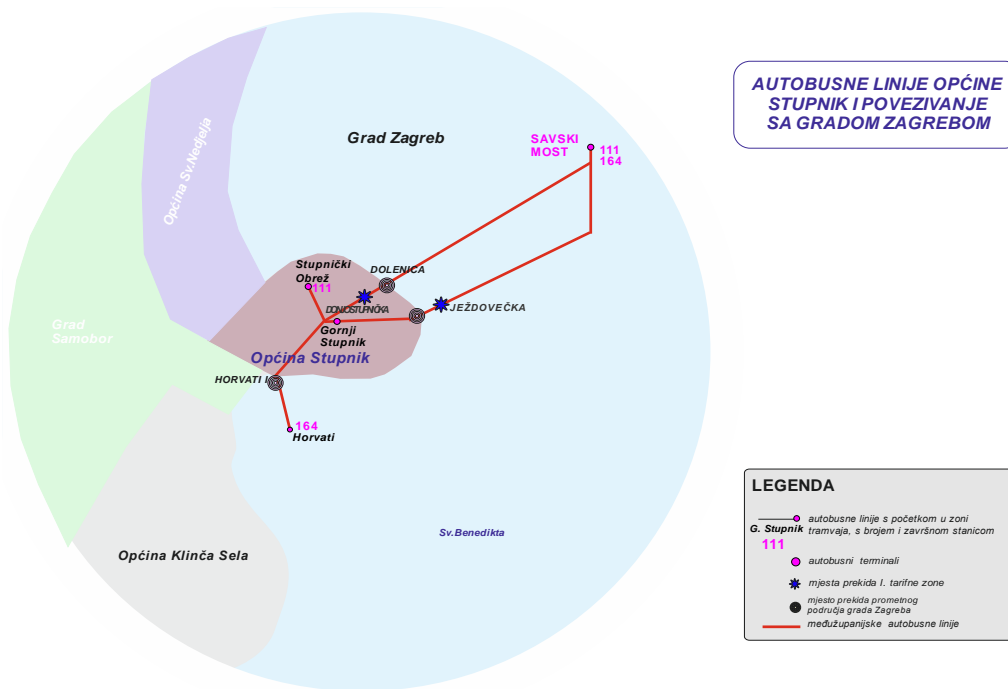 AUTOBUSNE LINIJE OPĆINE
STUPNIK I POVEZIVANJE
SA GRADOM ZAGREBOM
Općina Sv.Nedjelja
Grad Zagreb
SAVSKI
MOST
111
164
Stupnički
Obrež
111
DOLENICA
JEŽDOVEČKA
Gornji
Stupnik
Općina Stupnik
Grad
Samobor
HORVATI I
164
Horvati
Općina Klinča Sela
Sv.Benedikta
LEGENDA
G. Stupnik
111
autobusne linije s početkom u zoni
tramvaja, s brojem i završnom stanicom
autobusni terminali
mjesta prekida I. tarifne zone
mjesto prekida prometnog
područja grada Zagreba
međužupanijske autobusne linije